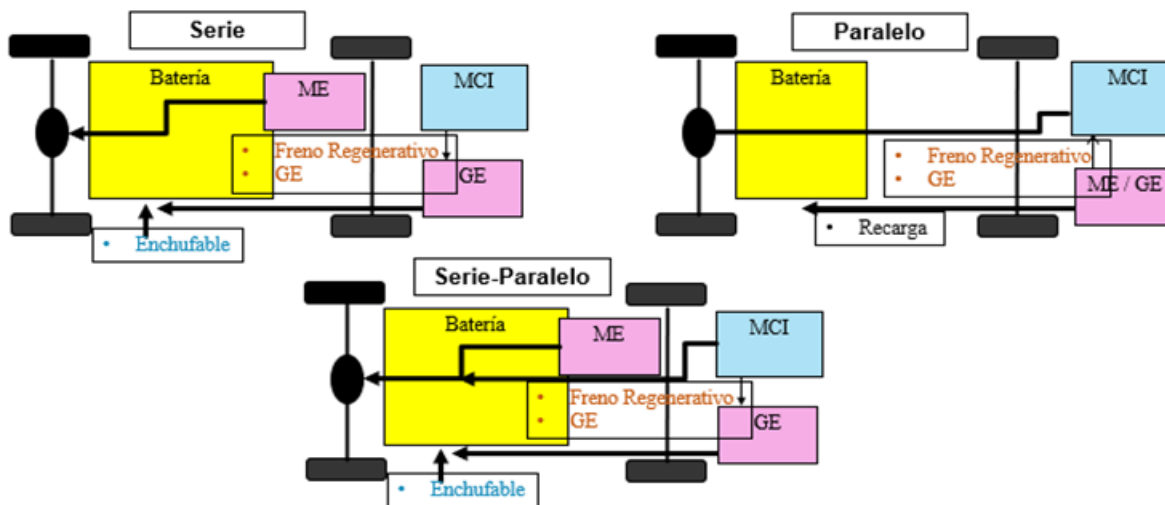 Serie
Batería
ME
MCI
• Freno Regenerativo
• GE
GE
• Enchufable
Paralelo
Batería
MCI
• Freno Regenerativo
• GE
ME / GE
• Recarga
Serie-Paralelo
Batería
ME
MCI
• Freno Regenerativo
• GE
GE
• Enchufable